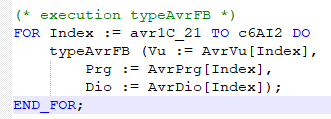 (* execution typeAvrFB *)
FOR Index := avr1C_21 TO c6AI2 DO
typeAvrFB (Vu := AvrVu[Index],
Prg := AvrPrg[Index],
Dio := AvrDio[Index]);
END_FOR;